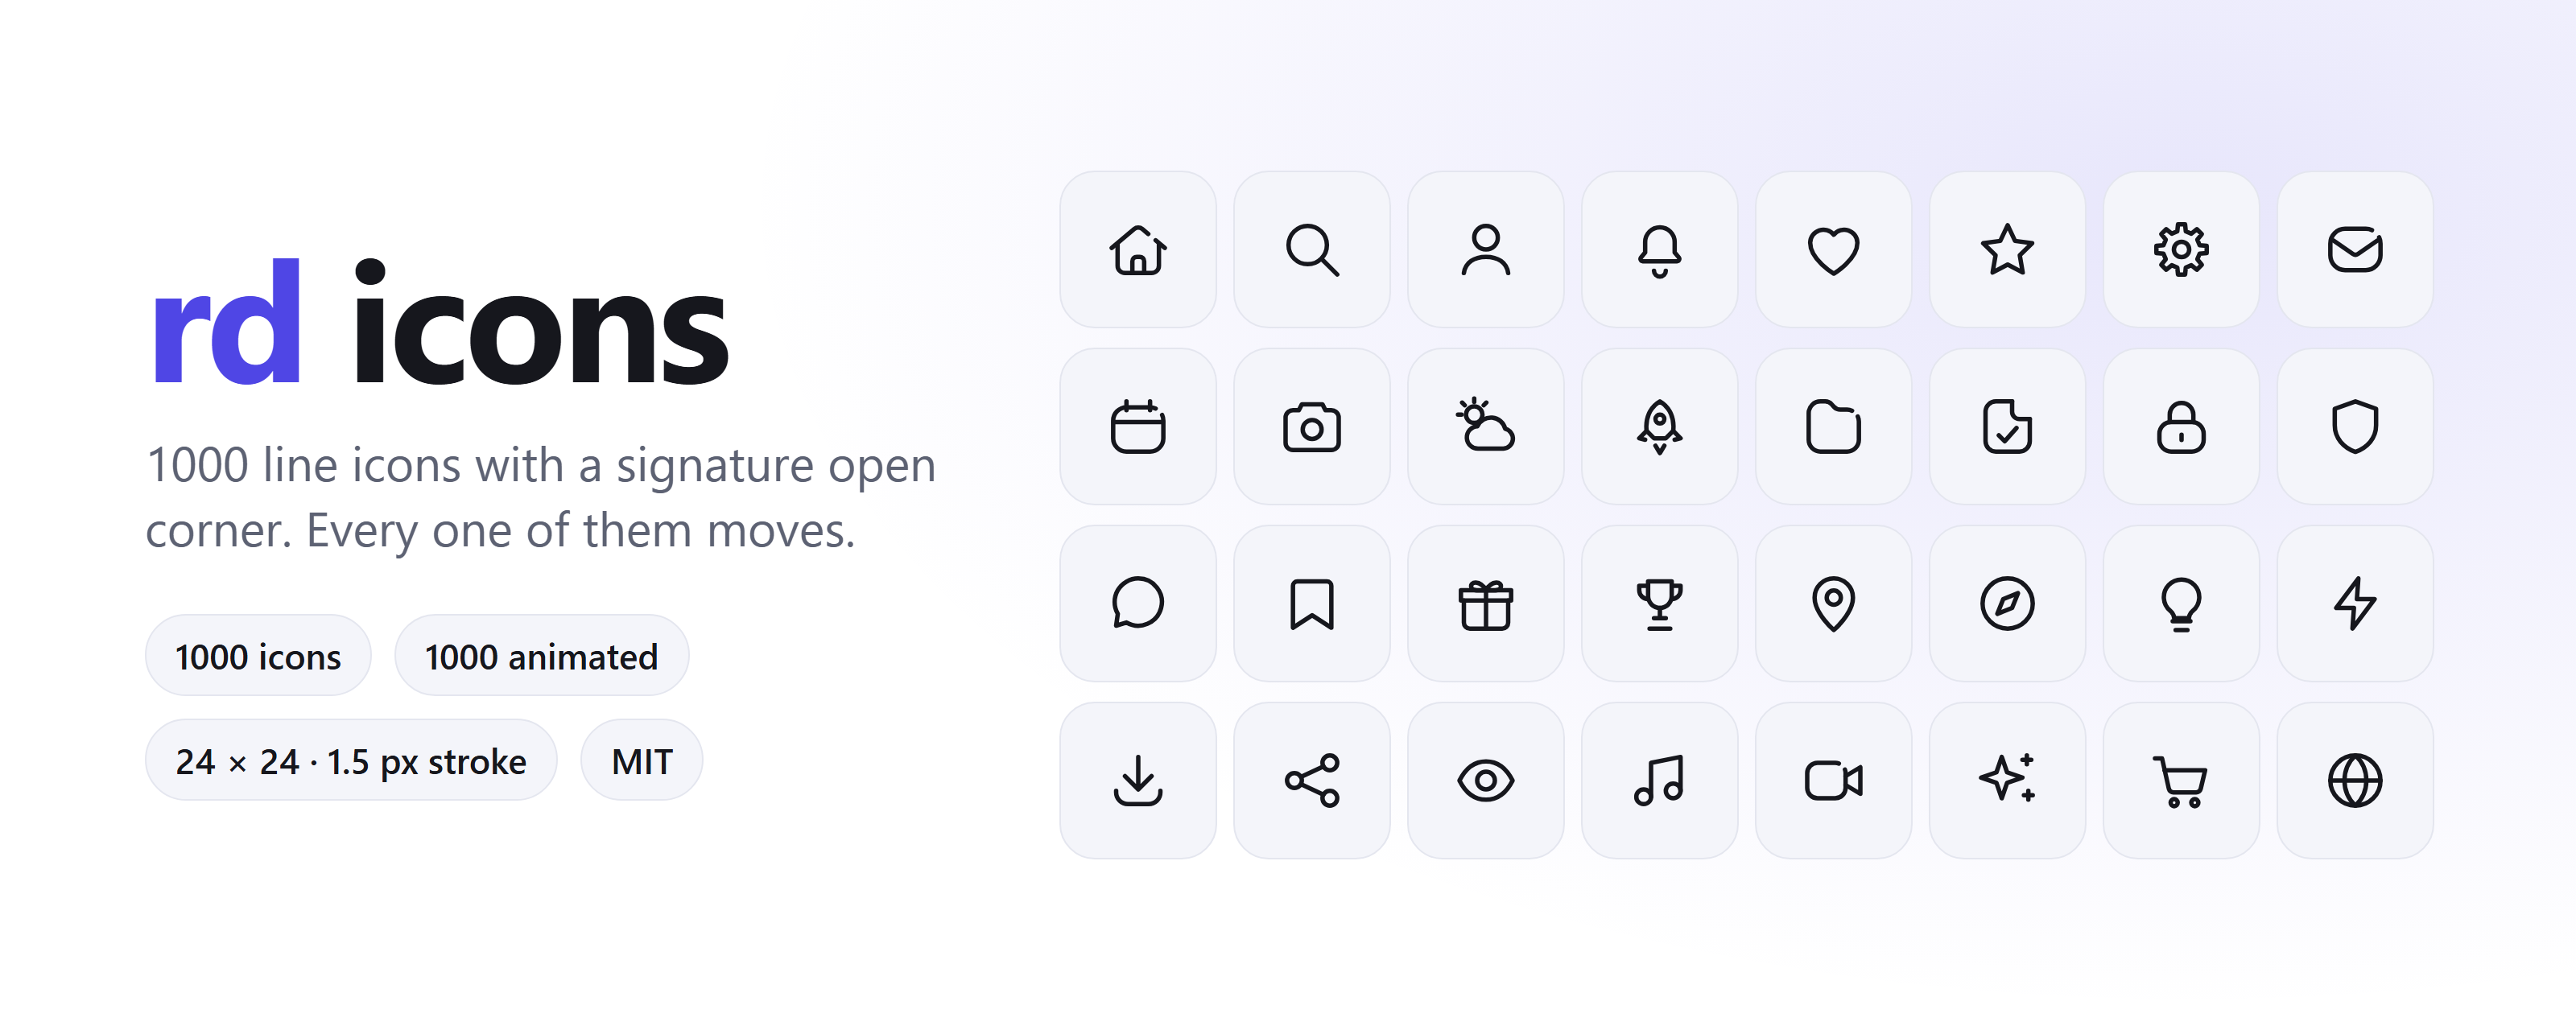 rd icons
1000 line icons with a signature open
corner. Every one of them moves.
1000 icons
1000 animated
24 × 24 · 1.5 px stroke
MIT